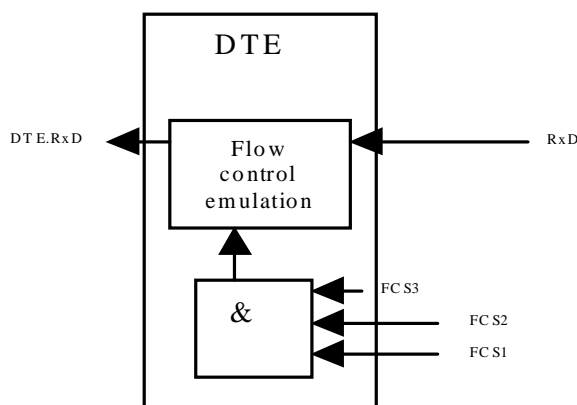 DTE
DTE.RxD
RxD
Flow
control
emulation
FCS3
&
FCS2
FCS1